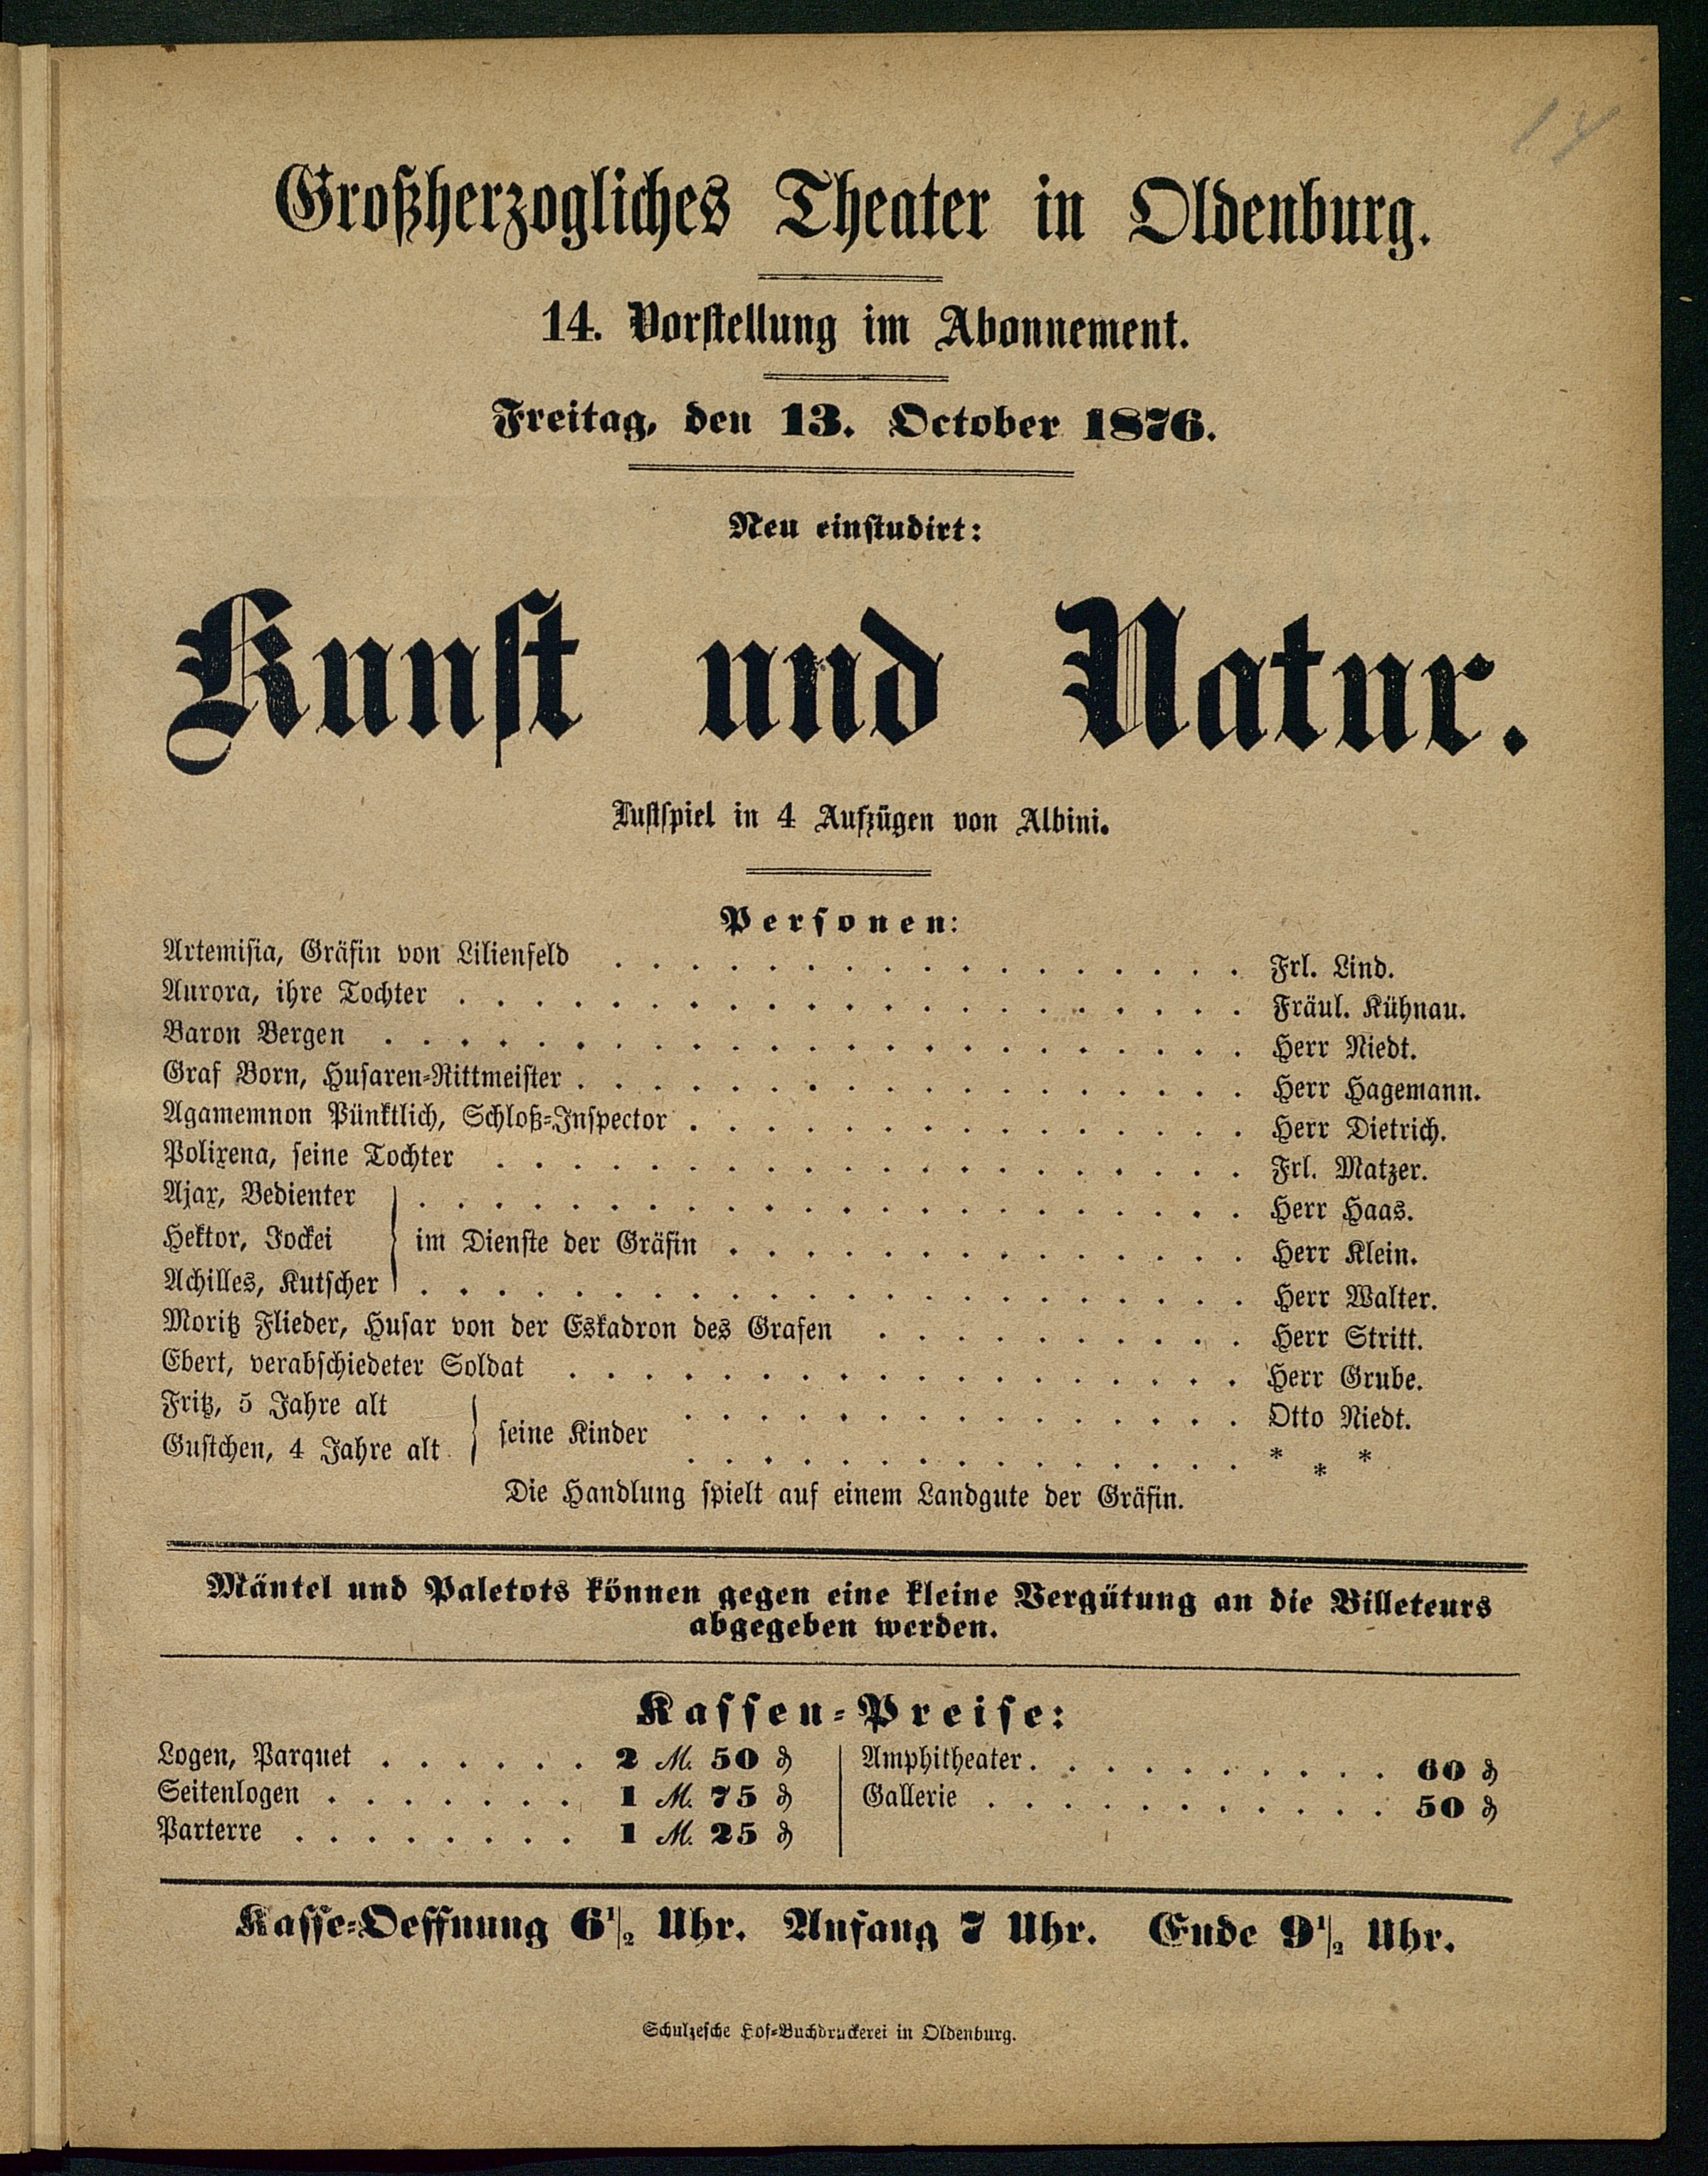 14
Großherzogliches Theater in Oldenburg.
14. Vorstellung im Abonnement.
Freitag, den 13. October 1876.
Neu einstudirt:
Kunst und Natur.
Lustspiel in 4 Aufzügen von Albini.
Personen:
Artemisia, Gräfin von Lilienfeld . . . . . . . . . . . . . . . . . Frl. Lind.
Aurora, ihre Tochter . . . . . . . . . . . . . . . . . . . . . Fräul. Kühnau.
Baron Bergen . . . . . . . . . . . . . . . . . . . . . . . Herr Niedt.
Graf Born, Husaren-Rittmeister . . . . . . . . . . . . . . . . . . Herr Hagemann.
Agamemnon Pünktlich, Schloß-Inspector . . . . . . . . . . . . . . . Herr Dietrich.
Polixena, seine Tochter . . . . . . . . . . . . . . . . . . . . Frl. Matzer.
Ajax, Bedienter . . . . . . . . . . . . . . . . . . . . . . Herr Haas.
Hektor, Jockei } im Dienste der Gräfin . . . . . . . . . . . . . . Herr Klein.
Achilles, Kutscher . . . . . . . . . . . . . . . . . . . . . . Herr Walter.
Moritz Flieder, Husar von der Eskadron des Grafen . . . . . . . . . . Herr Stritt.
Ebert, verabschiedeter Soldat . . . . . . . . . . . . . . . . . . Herr Grube.
Fritz, 5 Jahre alt . . . . . . . . . . . . . . . Otto Niedt.
} seine Kinder
Gustchen, 4 Jahre alt . . . . . . . . . . . . . . . * * *
Die Handlung spielt auf einem Landgute der Gräfin.
Mäntel und Paletots können gegen eine kleine Vergütung an die Billeteurs
abgegeben werden.
Kassen-Preise:
Logen, Parquet . . . . . . 2 M. 50 ₰
Seitenlogen . . . . . . . 1 M. 75 ₰
Parterre . . . . . . . . 1 M. 25 ₰
Amphitheater . . . . . . . . . . 60 ₰
Gallerie . . . . . . . . . . . 50 ₰
Kasse-Oeffnung 6 1/2 Uhr. Anfang 7 Uhr. Ende 9 1/2 Uhr.
Schulzesche Hof-Buchdruckerei in Oldenburg.